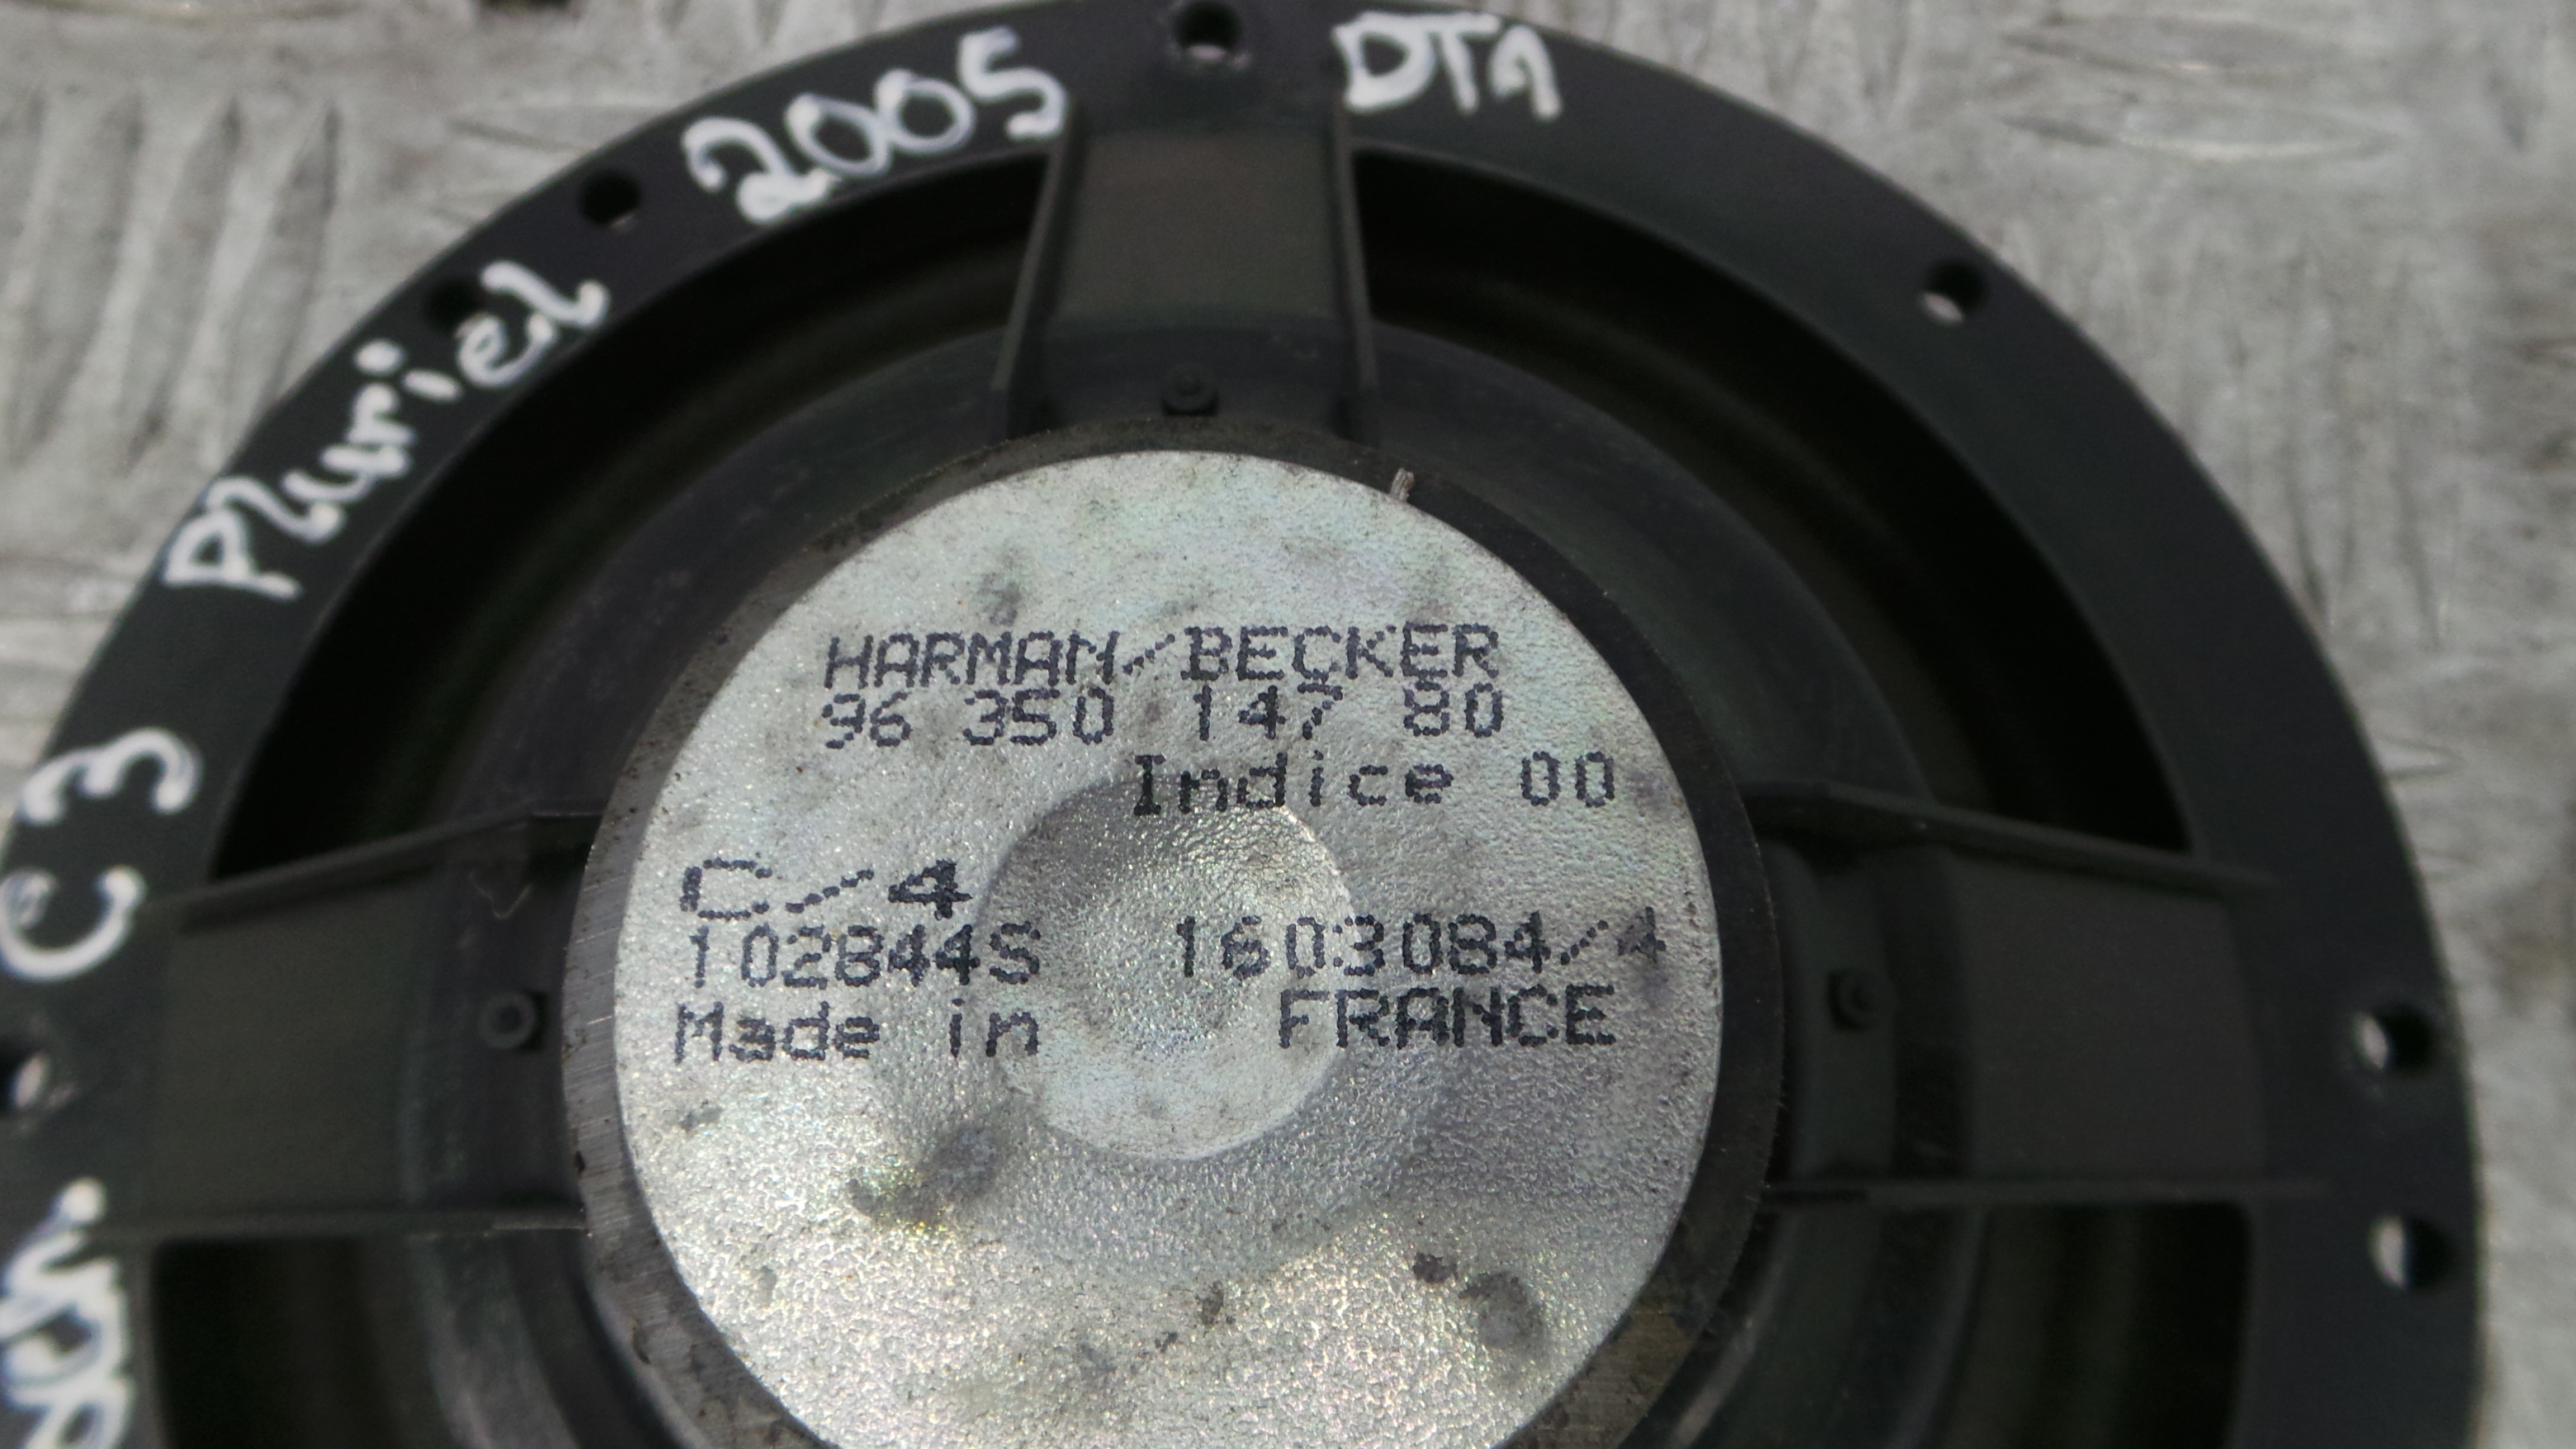 C3 Pluriel 2005 DTA
HARMAN/BECKER
96 350 147 80
Indice 00
C/4
102844S 1603084/4
Made in FRANCE